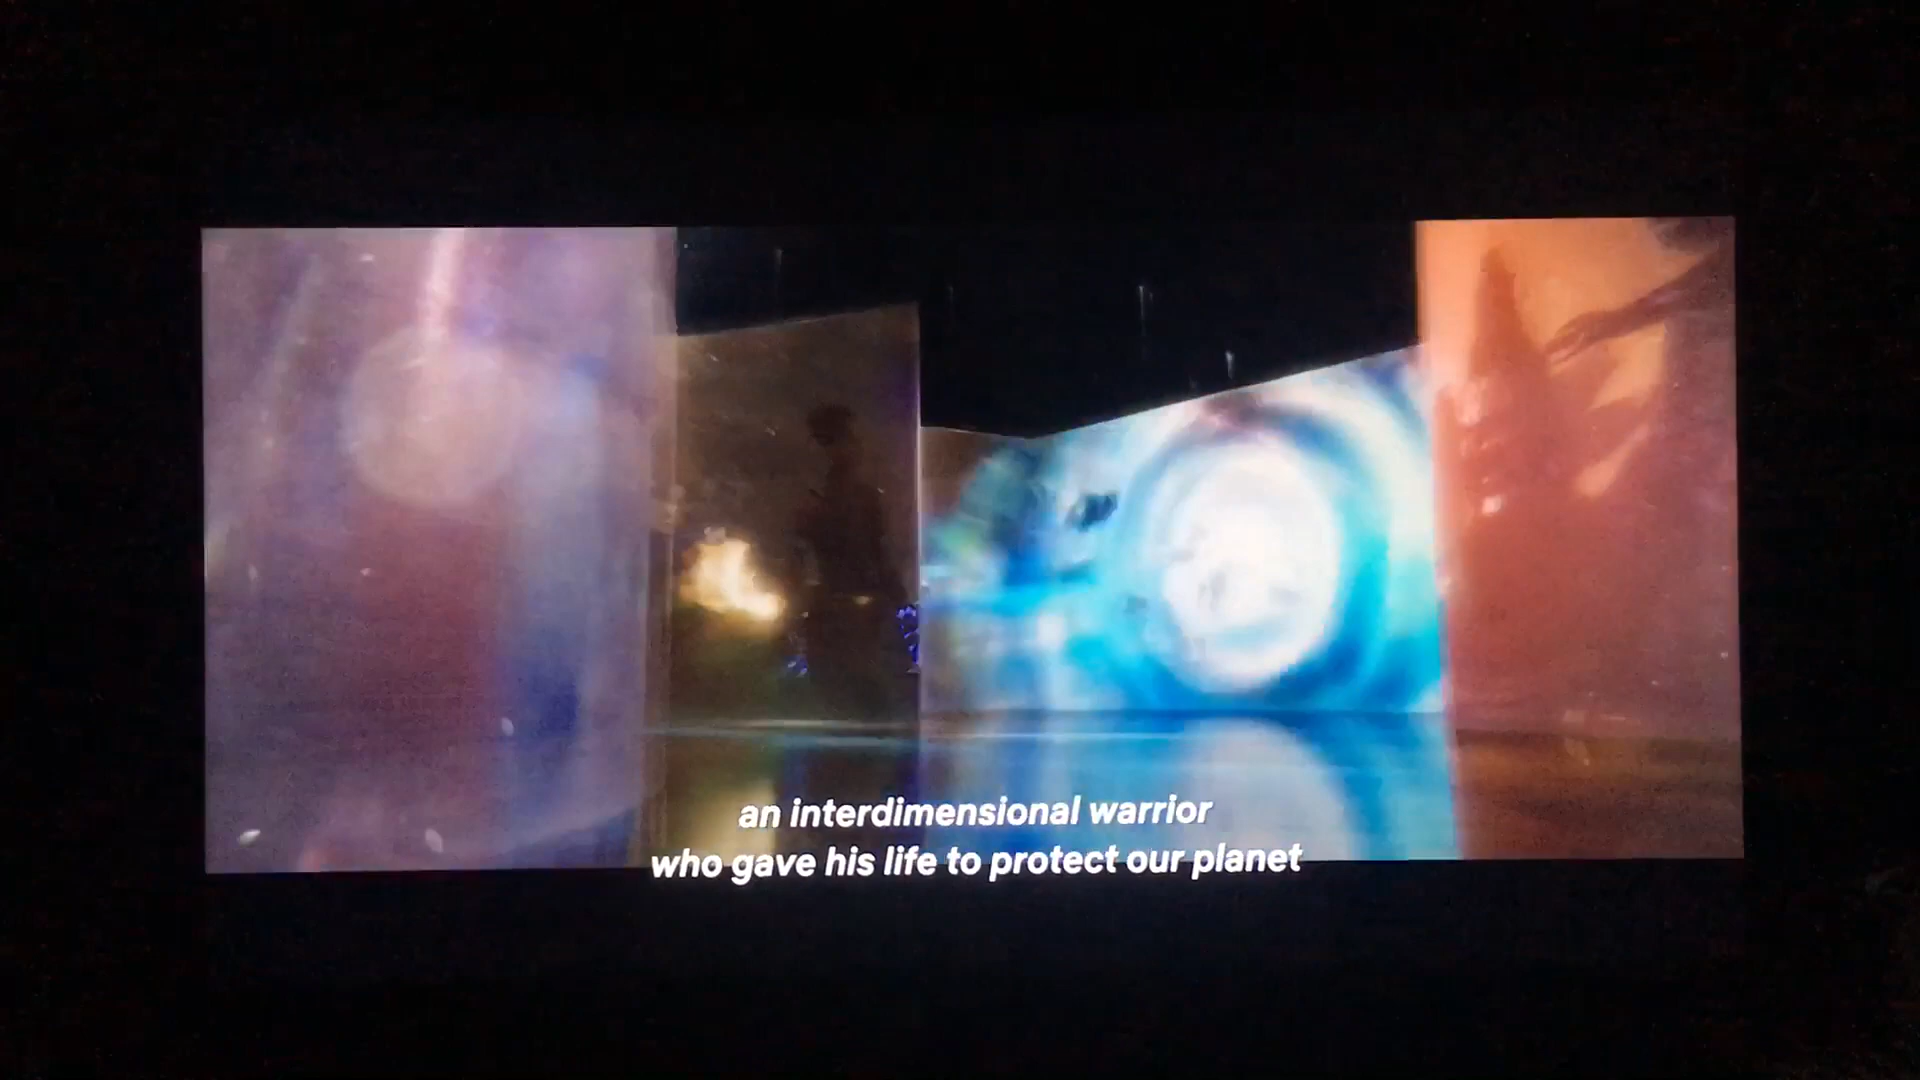 an interdimensional warrior
who gave his life to protect our planet